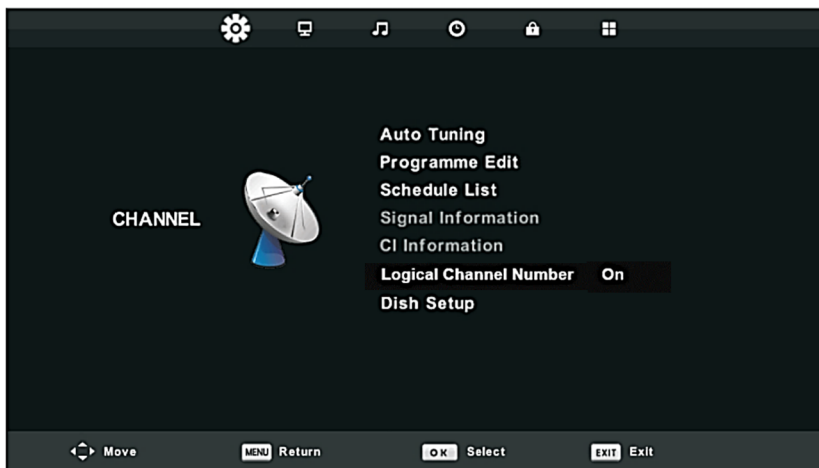 CHANNEL
Auto Tuning
Programme Edit
Schedule List
Signal Information
CI Information
Logical Channel Number On
Dish Setup
Move MENU Return OK Select EXIT Exit